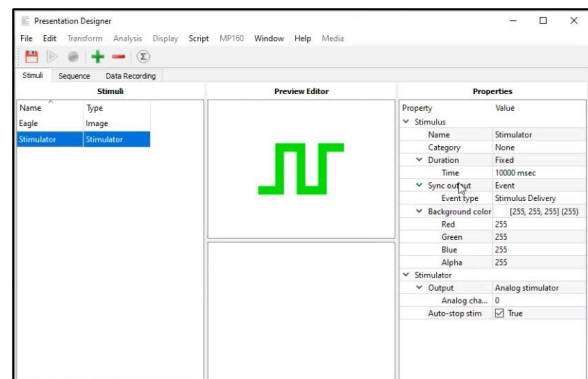 Presentation Designer
File Edit Transform Analysis Display Script MP160 Window Help Media
Stimuli Sequence Data Recording
Stimuli
Name Type
Eagle Image
Stimulator Stimulator
Preview Editor
Properties
Property Value
Stimulus
Name Stimulator
Category None
Duration Fixed
Time 10000 msec
Sync output Event
Event type Stimulus Delivery
Background color [255, 255, 255] (255)
Red 255
Green 255
Blue 255
Alpha 255
Stimulator
Output Analog stimulator
Analog cha... 0
Auto-stop stim True